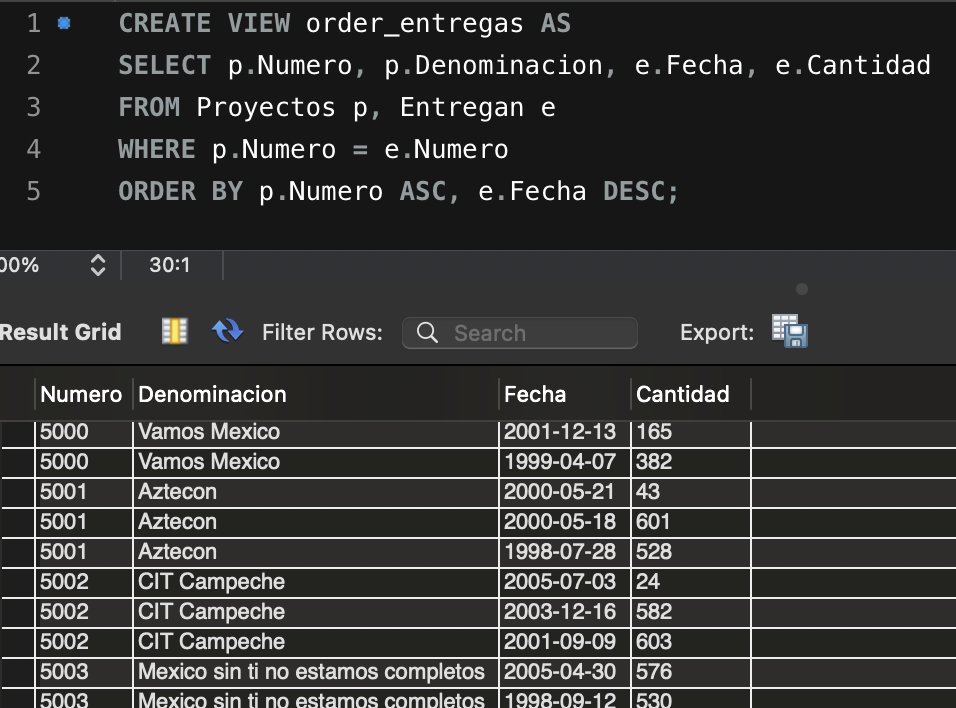 1 CREATE VIEW order_entregas AS
2 SELECT p.Numero, p.Denominacion, e.Fecha, e.Cantidad
3 FROM Proyectos p, Entregan e
4 WHERE p.Numero = e.Numero
5 ORDER BY p.Numero ASC, e.Fecha DESC;
00% 30:1
Result Grid Filter Rows: Search Export:
Numero Denominacion Fecha Cantidad
5000 Vamos Mexico 2001-12-13 165
5000 Vamos Mexico 1999-04-07 382
5001 Aztecon 2000-05-21 43
5001 Aztecon 2000-05-18 601
5001 Aztecon 1998-07-28 528
5002 CIT Campeche 2005-07-03 24
5002 CIT Campeche 2003-12-16 582
5002 CIT Campeche 2001-09-09 603
5003 Mexico sin ti no estamos completos 2005-04-30 576
5003 Mexico sin ti no estamos completos 1998-09-12 530